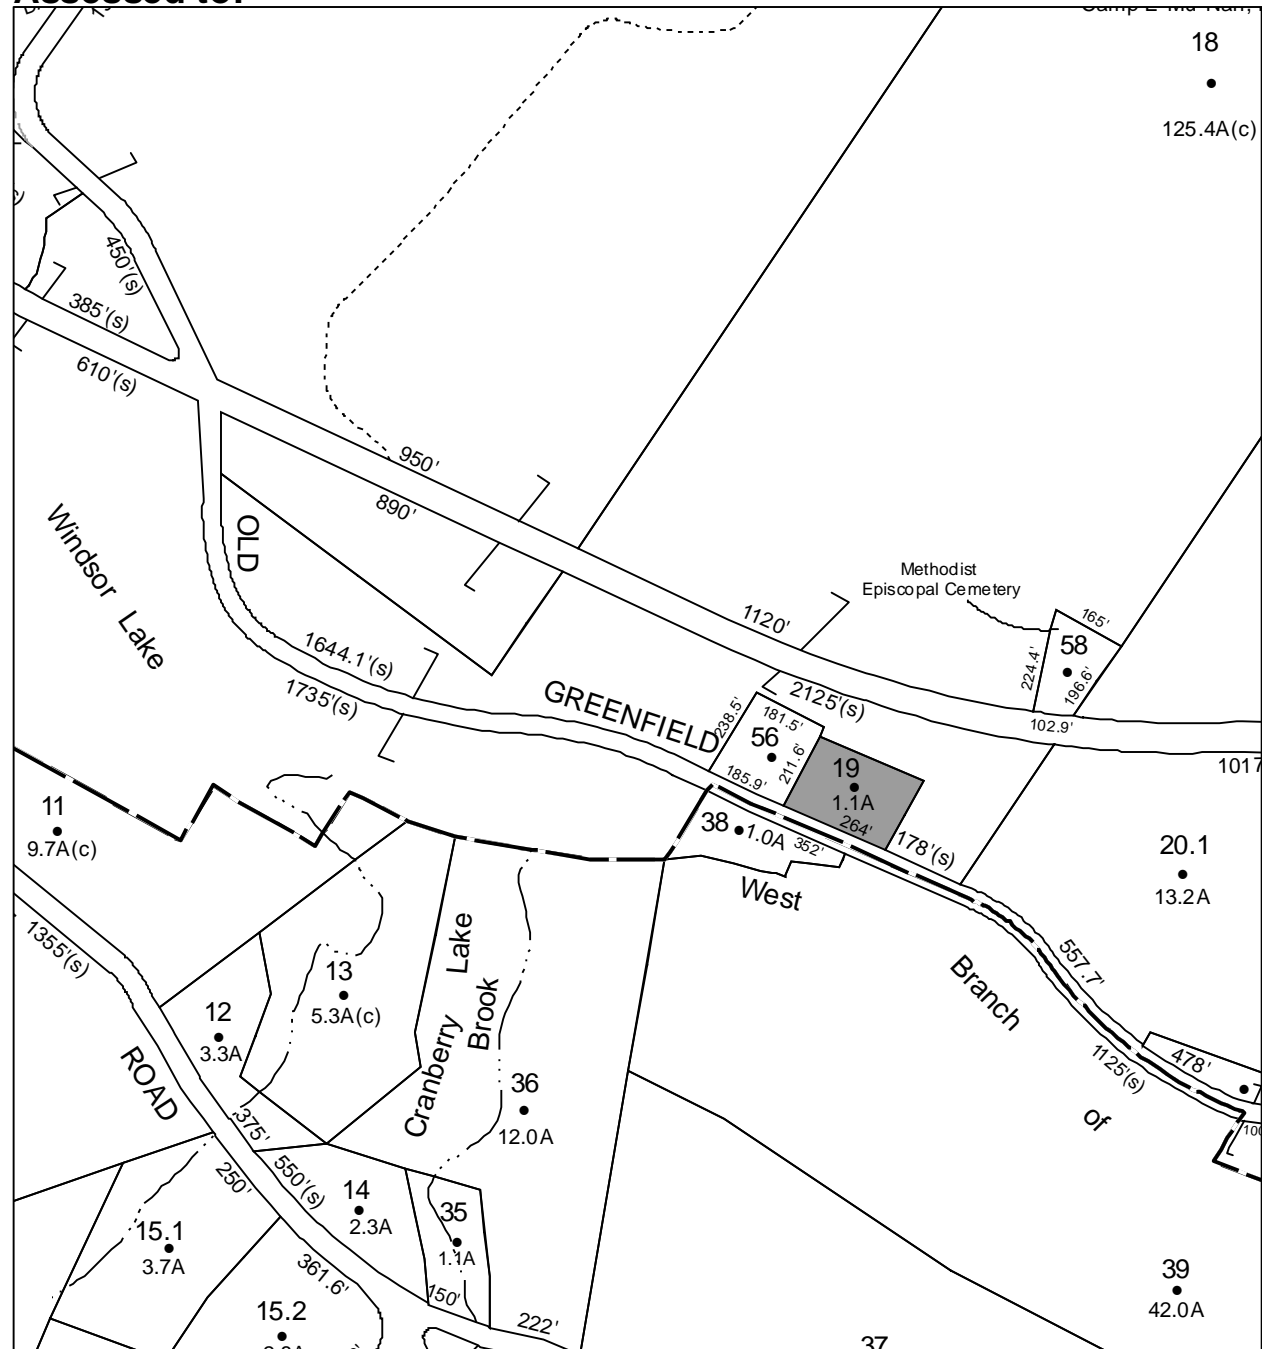 18
125.4A(c)
450'(s)
385'(s)
610'(s)
950'
890'
Windsor Lake
OLD
Methodist
Episcopal Cemetery
1120'
165'
58
224.4'
196.6'
1644.1'(s)
1735'(s)
GREENFIELD
2125'(s)
102.9'
238.5'
181.5'
56
211.6'
185.9'
19
1.1A
264'
1017
11
9.7A(c)
38
1.0A
352'
178'(s)
West
20.1
13.2A
1355'(s)
Cranberry Lake
Brook
13
5.3A(c)
557.7'
Branch
12
3.3A
ROAD
478'
1125'(s)
36
12.0A
of
375'
550'(s)
250'
14
2.3A
35
1.1A
15.1
3.7A
361.6'
150'
15.2
222'
39
42.0A
37